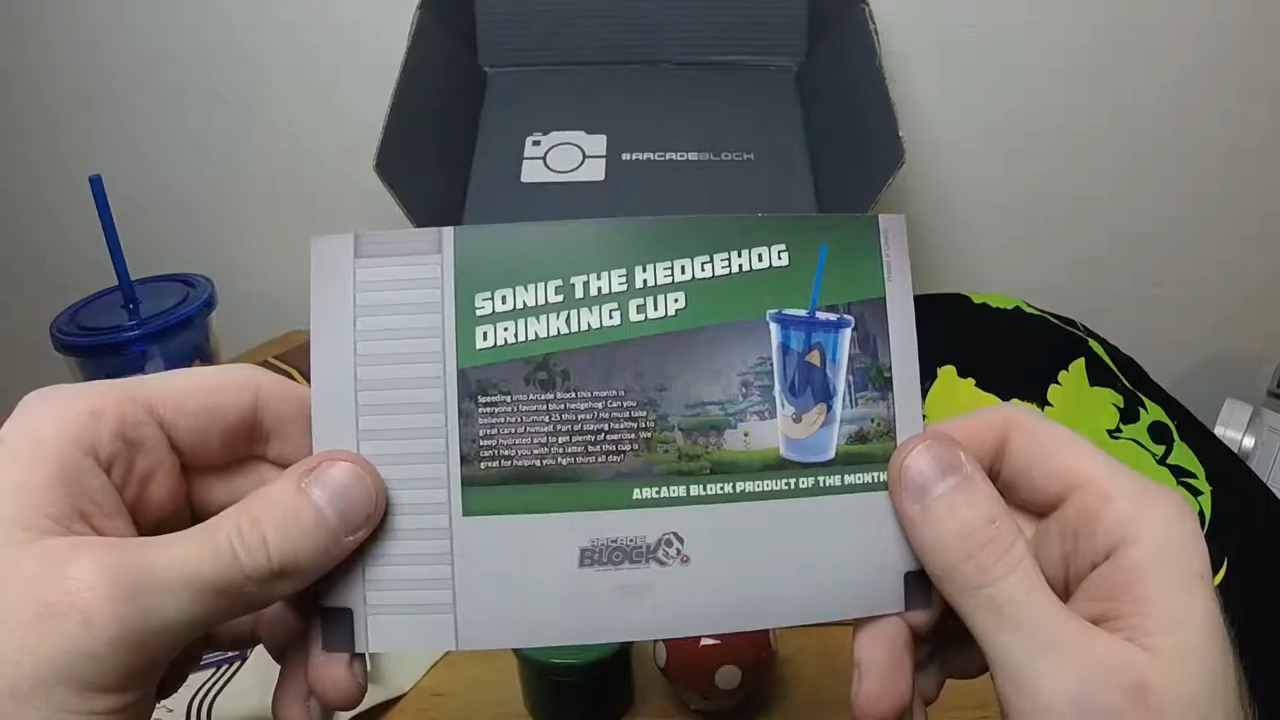 #ARCADEBLOCK
SONIC THE HEDGEHOG
DRINKING CUP
Speeding into Arcade Block this month is
everyone's favorite blue hedgehog! Can you
believe he's turning 25 this year? He must take
great care of himself. Part of staying healthy is to
keep hydrated and to get plenty of exercise. We
can't help you with the latter, but this cup is
great for helping you fight thirst all day!
ARCADE BLOCK PRODUCT OF THE MONTH
ARCADE
BLOCK